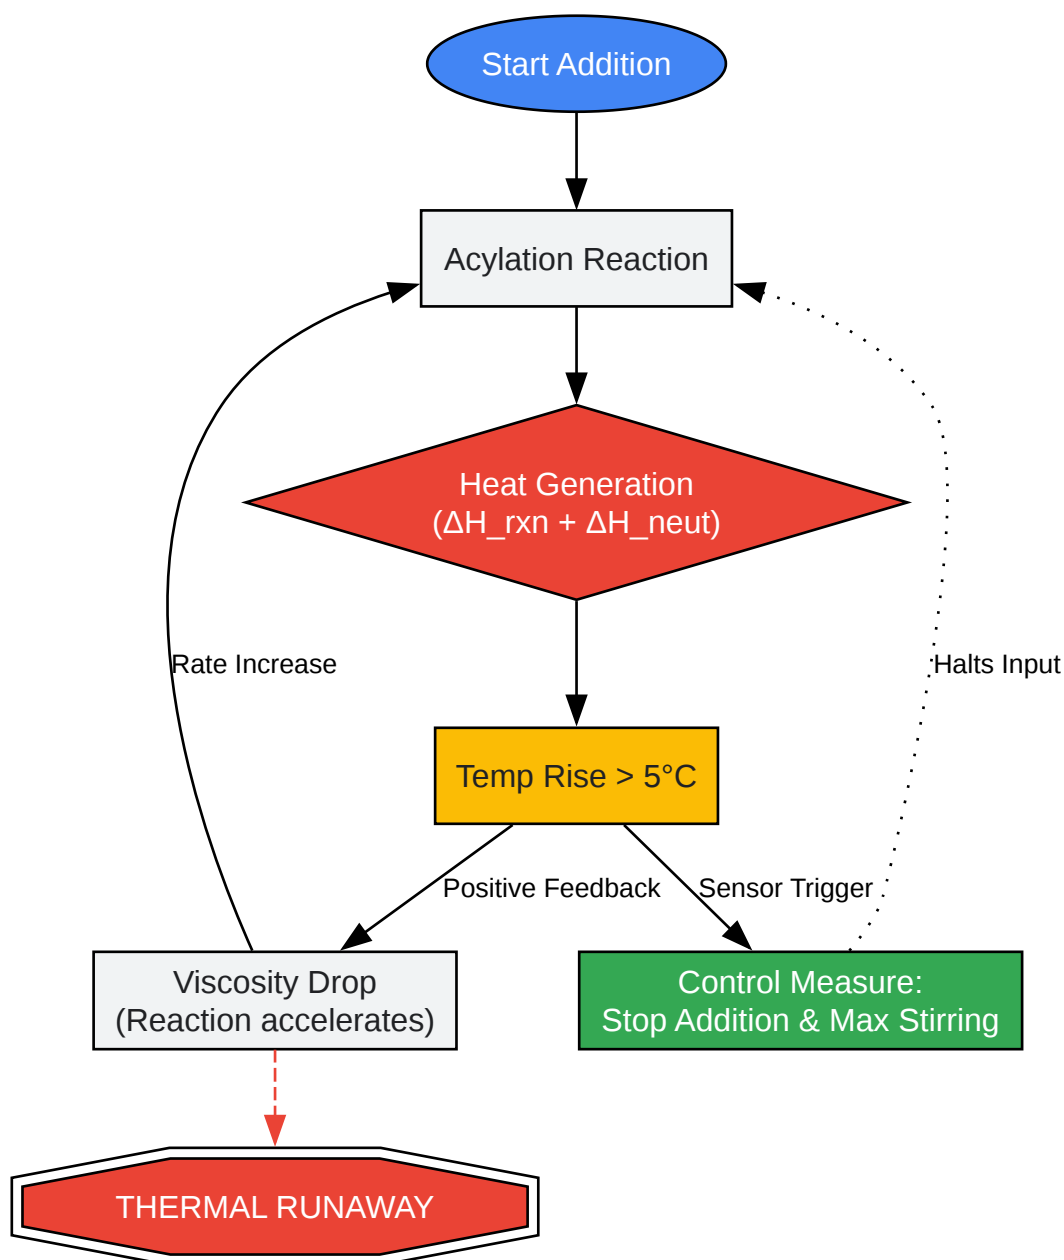 Start Addition
Acylation Reaction
Heat Generation
(ΔH_rxn + ΔH_neut)
Rate Increase
Halts Input
Temp Rise > 5°C
Positive Feedback
Sensor Trigger
Viscosity Drop
(Reaction accelerates)
Control Measure:
Stop Addition & Max Stirring
THERMAL RUNAWAY